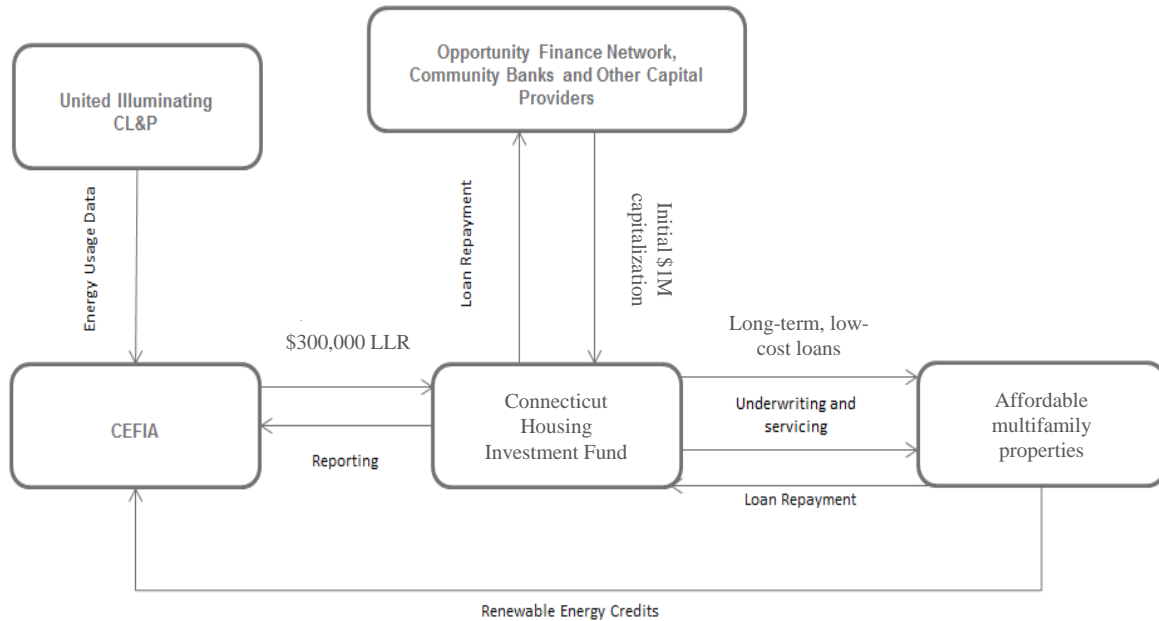 Opportunity Finance Network,
Community Banks and Other Capital
Providers
United Illuminating
CL&P
Energy Usage Data
Loan Repayment
Initial $1M
capitalization
$300,000 LLR
Long-term, low-
cost loans
CEFIA
Connecticut
Housing
Investment Fund
Underwriting and
servicing
Affordable
multifamily
properties
Reporting
Loan Repayment
Renewable Energy Credits